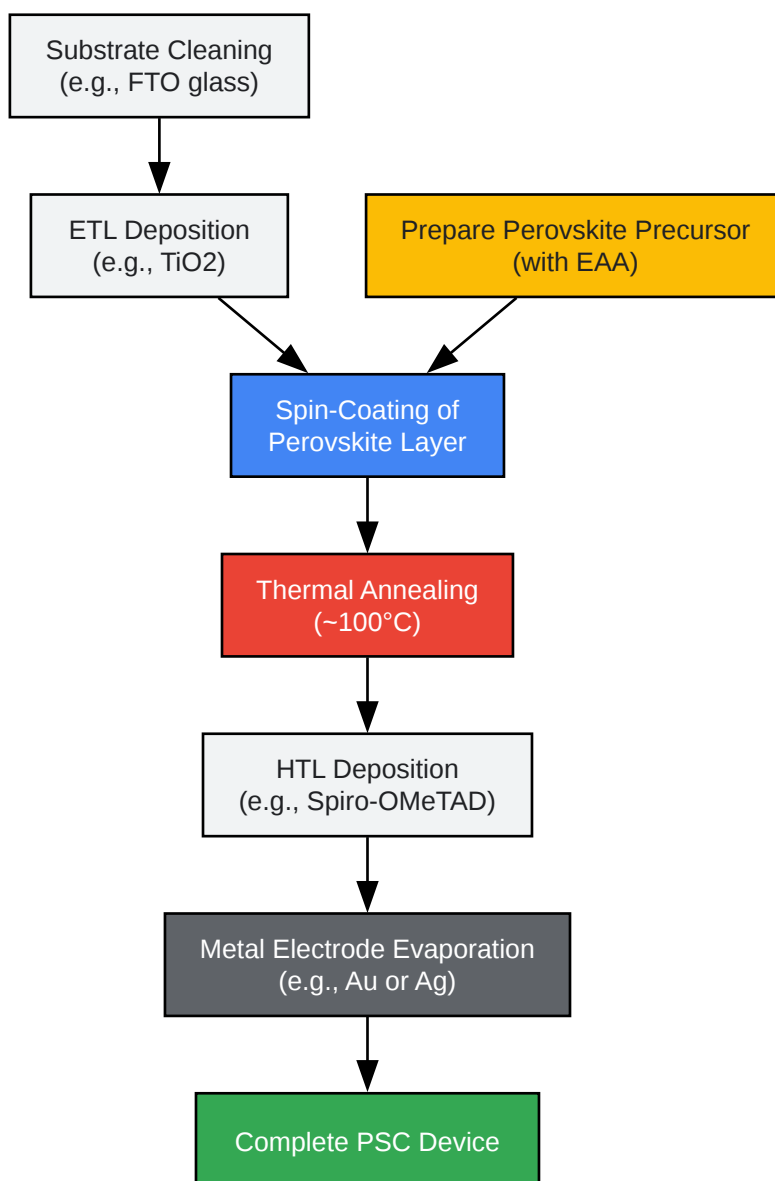 Substrate Cleaning
(e.g., FTO glass)
ETL Deposition
(e.g., TiO2)
Prepare Perovskite Precursor
(with EAA)
Spin-Coating of
Perovskite Layer
Thermal Annealing
(~100°C)
HTL Deposition
(e.g., Spiro-OMeTAD)
Metal Electrode Evaporation
(e.g., Au or Ag)
Complete PSC Device